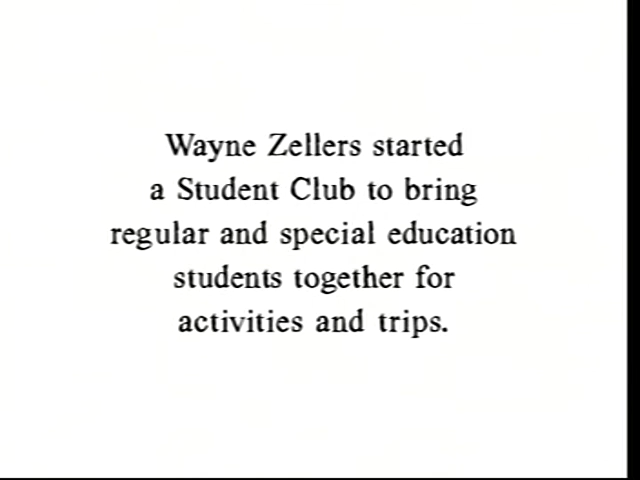 Wayne Zellers started
a Student Club to bring
regular and special education
students together for
activities and trips.